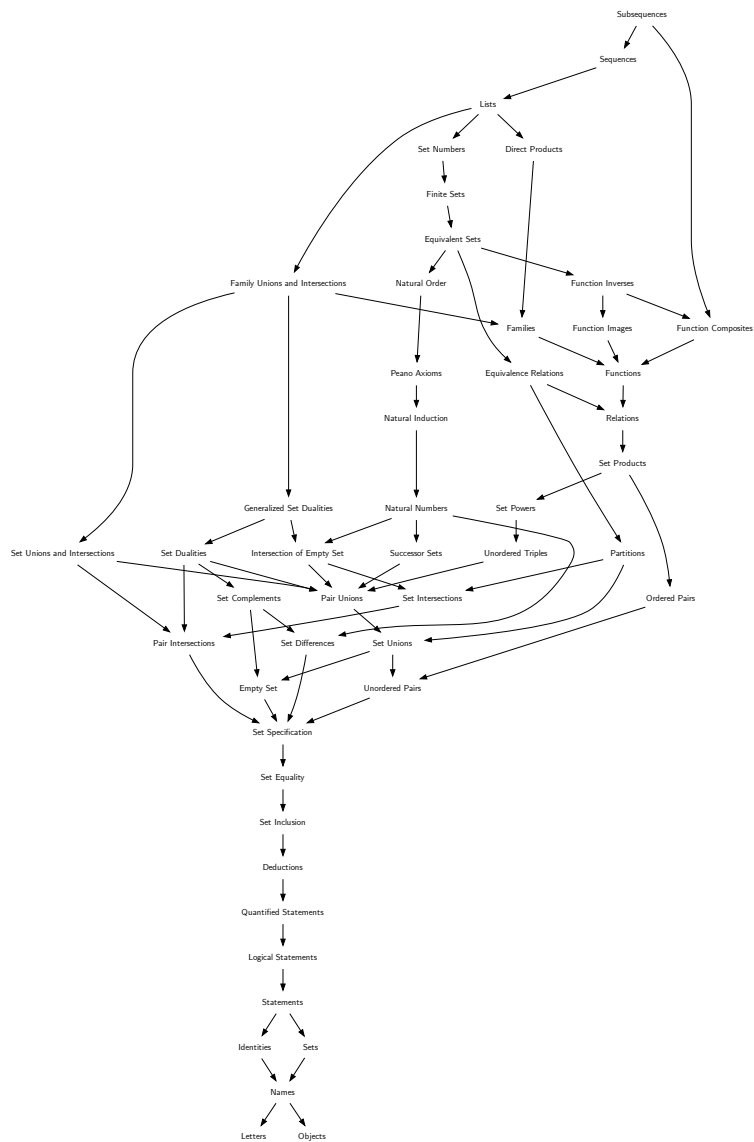 Subsequences
Sequences
Lists
Set Numbers
Direct Products
Finite Sets
Equivalent Sets
Family Unions and Intersections
Natural Order
Function Inverses
Families
Function Images
Function Composites
Peano Axioms
Equivalence Relations
Functions
Natural Induction
Relations
Set Products
Generalized Set Dualities
Natural Numbers
Set Powers
Set Unions and Intersections
Set Dualities
Intersection of Empty Set
Successor Sets
Unordered Triples
Partitions
Set Complements
Pair Unions
Set Intersections
Ordered Pairs
Pair Intersections
Set Differences
Set Unions
Empty Set
Unordered Pairs
Set Specification
Set Equality
Set Inclusion
Deductions
Quantified Statements
Logical Statements
Statements
Identities
Sets
Names
Letters
Objects